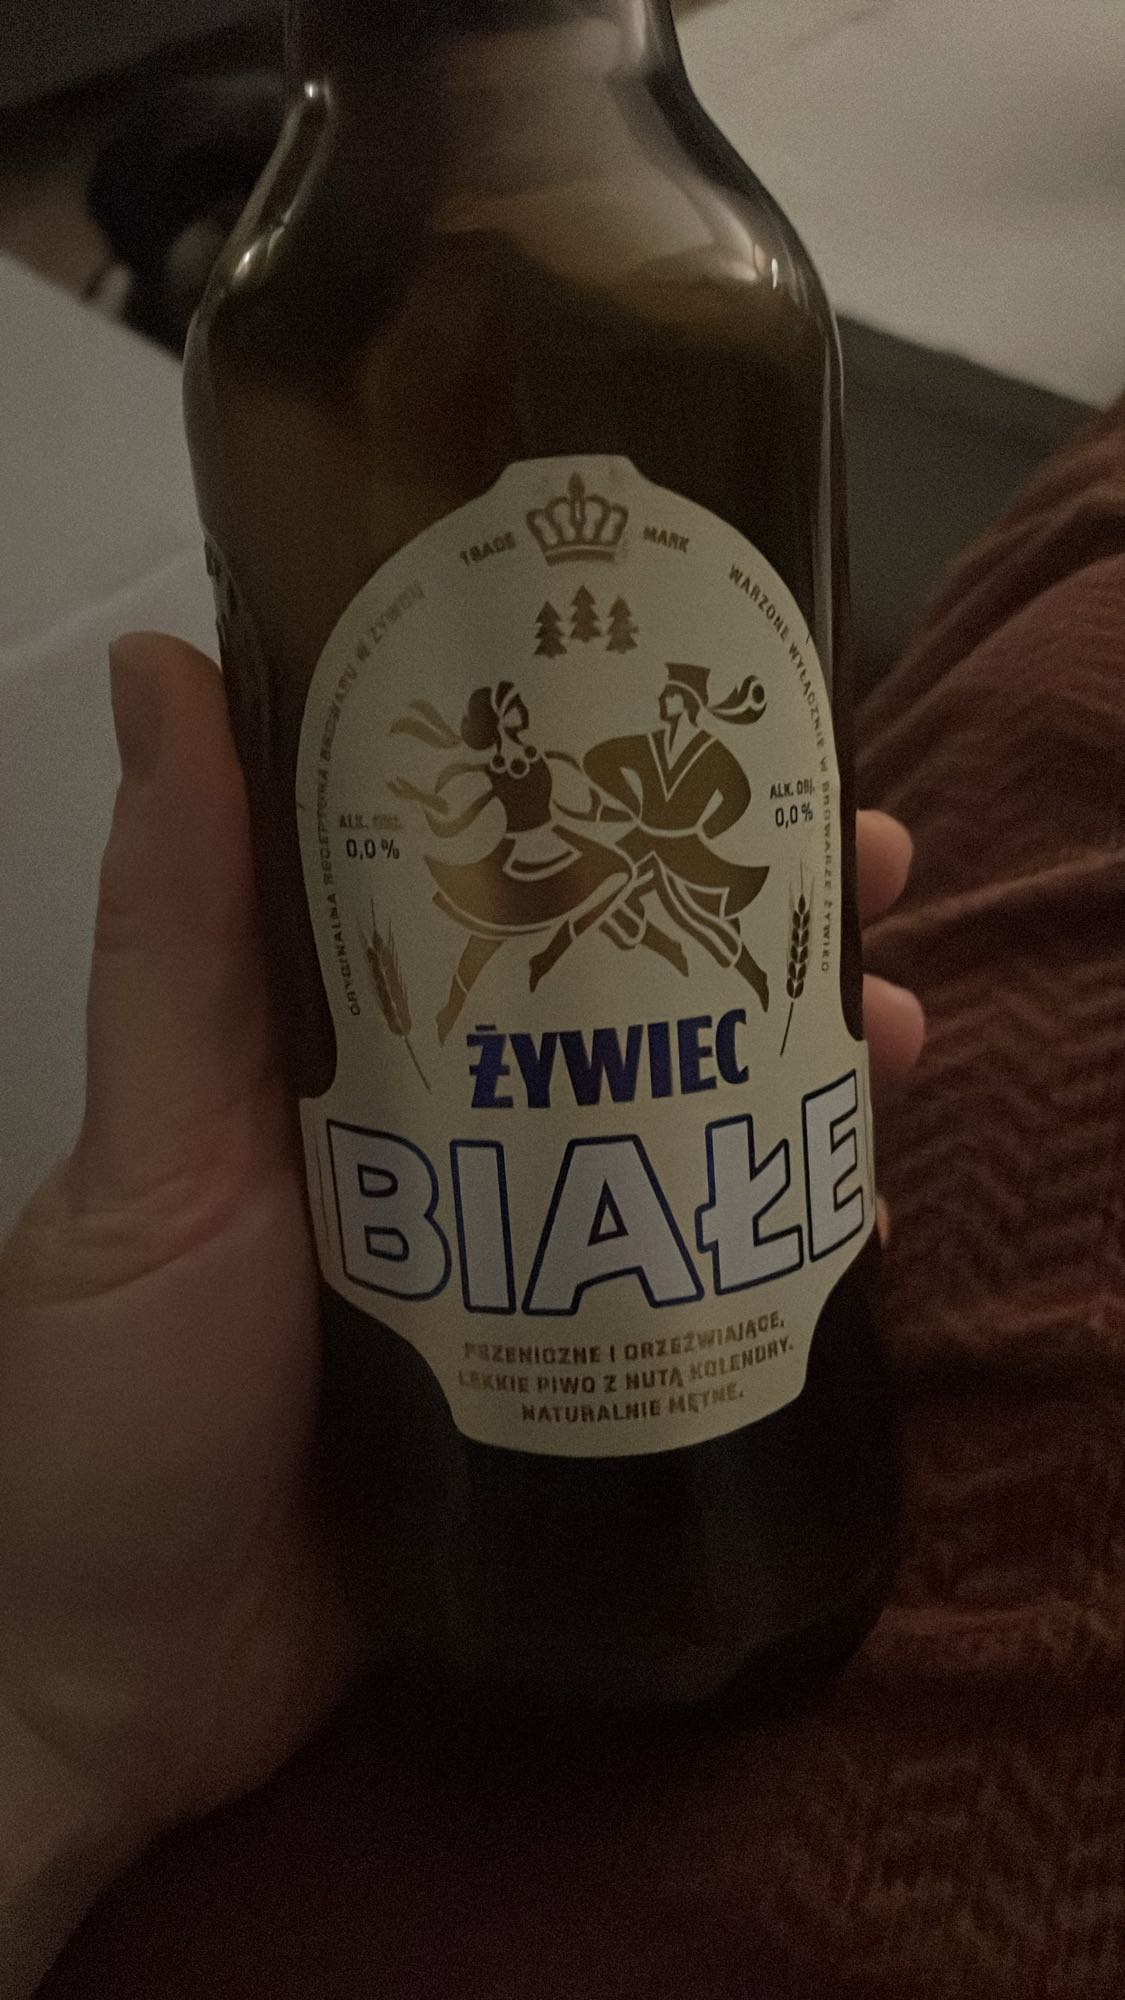 TRADE MARK
ORYGINALNA RECEPTURA BROWARU W ŻYWCU
WARZONE WYŁĄCZNIE W BROWARZE ŻYWIEC
ALK. OBJ.
0,0 %
ALK. OBJ.
0,0 %
ŻYWIEC
BIAŁE
PSZENICZNE I ORZEŹWIAJĄCE,
LEKKIE PIWO Z NUTĄ KOLENDRY.
NATURALNIE MĘTNE.